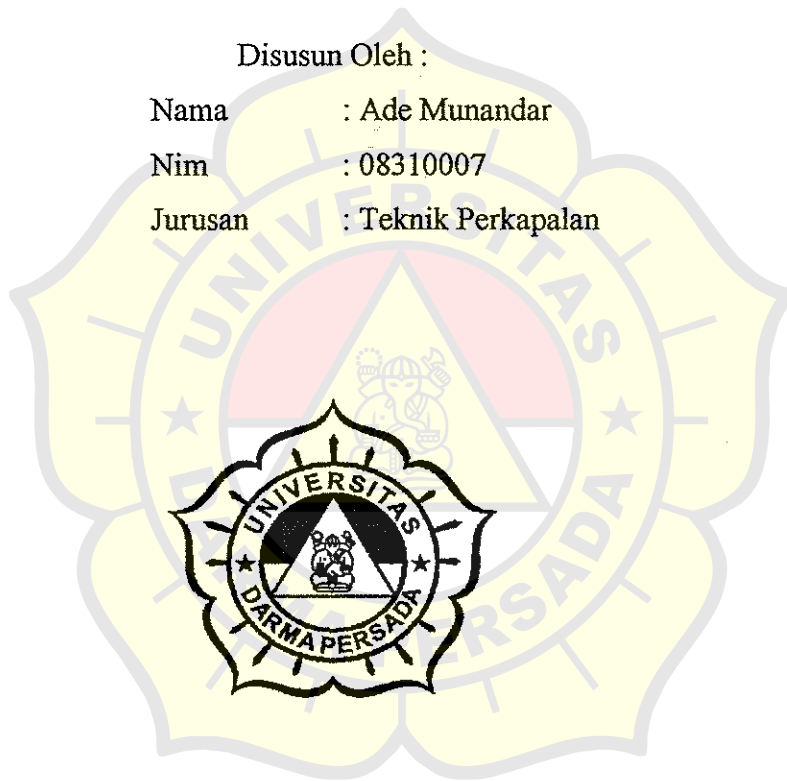 Disusun Oleh :
Nama : Ade Munandar
Nim : 08310007
Jurusan : Teknik Perkapalan
UNIVERSITAS
DARMA PERSADA
UNIVERSITAS
DARMA PERSADA